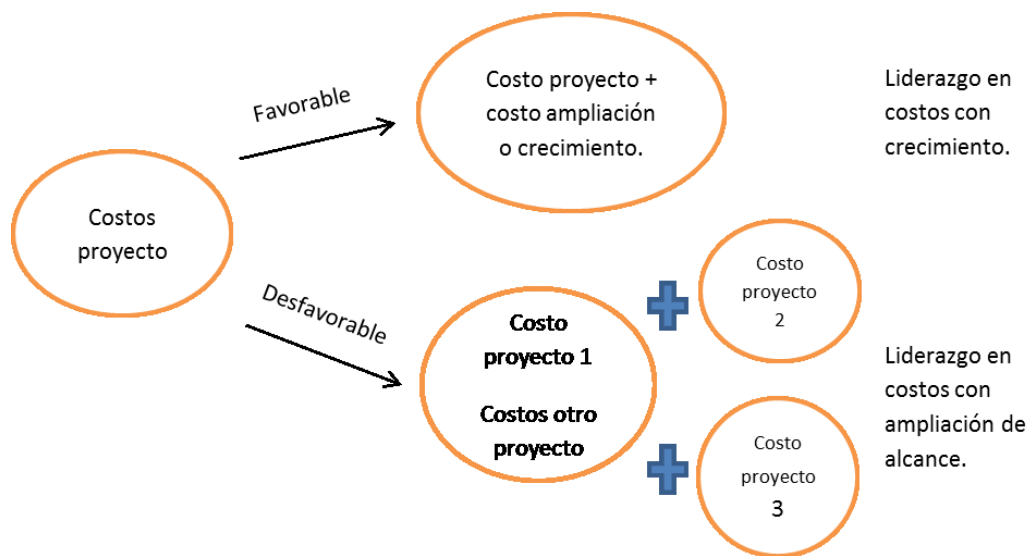 Favorable
Costo proyecto +
costo ampliación
o crecimiento.
Liderazgo en
costos con
crecimiento.
Costos
proyecto
Desfavorable
Costo
proyecto 1
Costos otro
proyecto
Costo
proyecto
2
Costo
proyecto
3
Liderazgo en
costos con
ampliación de
alcance.